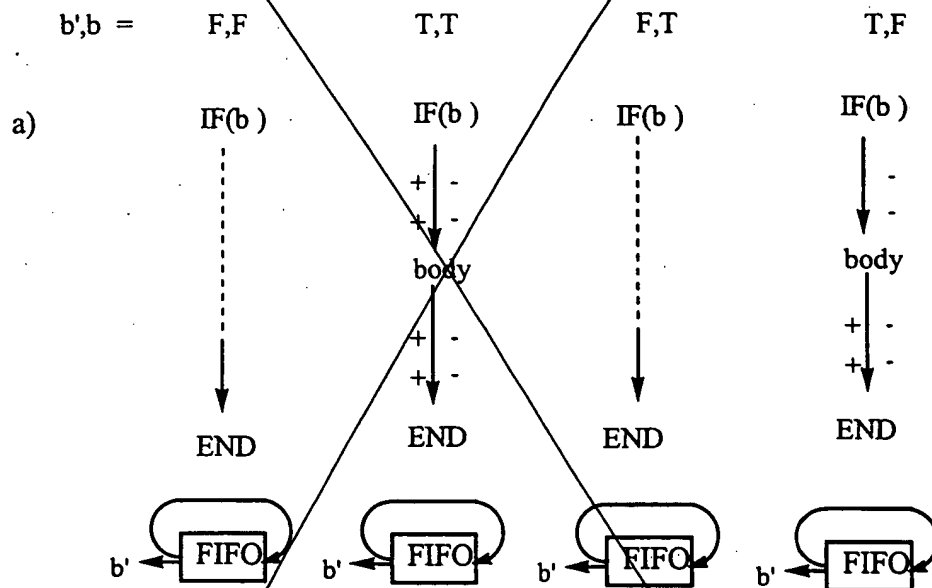 b',b = F,F T,T F,T T,F
a) IF(b) IF(b) IF(b) IF(b)
+ - -
+ - -
body body
+ - + -
+ - + -
END END END END
b' FIFO b' FIFO b' FIFO b' FIFO